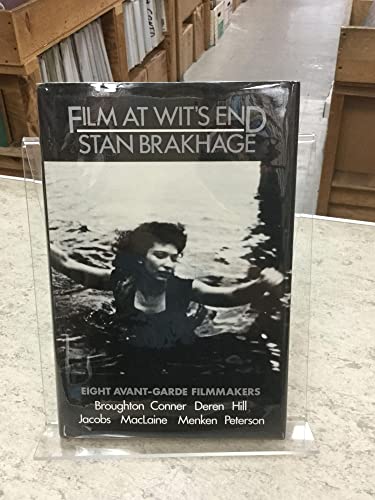 FILM AT WIT'S END
STAN BRAKHAGE
EIGHT AVANT-GARDE FILMMAKERS
Broughton Conner Deren Hill
Jacobs MacLaine Menken Peterson